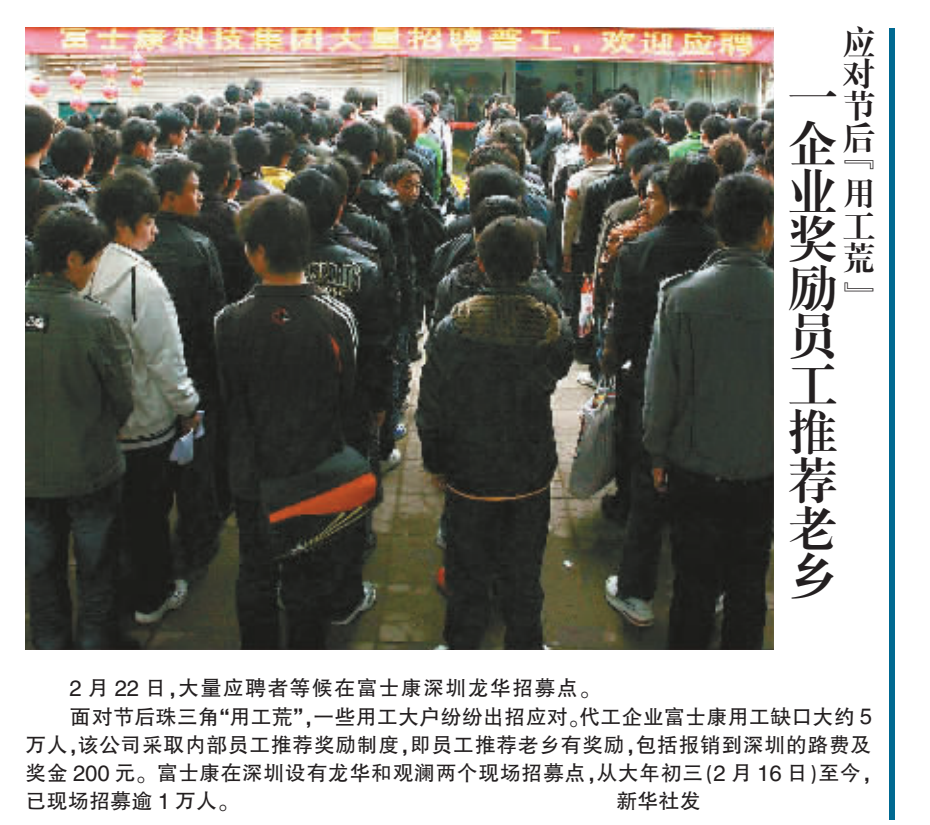 富士康科技集团大量招聘普工，欢迎应聘
应对节后『用工荒』
一企业奖励员工推荐老乡
2月22日,大量应聘者等候在富士康深圳龙华招募点。
面对节后珠三角“用工荒”,一些用工大户纷纷出招应对。代工企业富士康用工缺口大约5
万人,该公司采取内部员工推荐奖励制度,即员工推荐老乡有奖励,包括报销到深圳的路费及
奖金200元。富士康在深圳设有龙华和观澜两个现场招募点,从大年初三(2月16日)至今,
已现场招募逾1万人。 新华社发